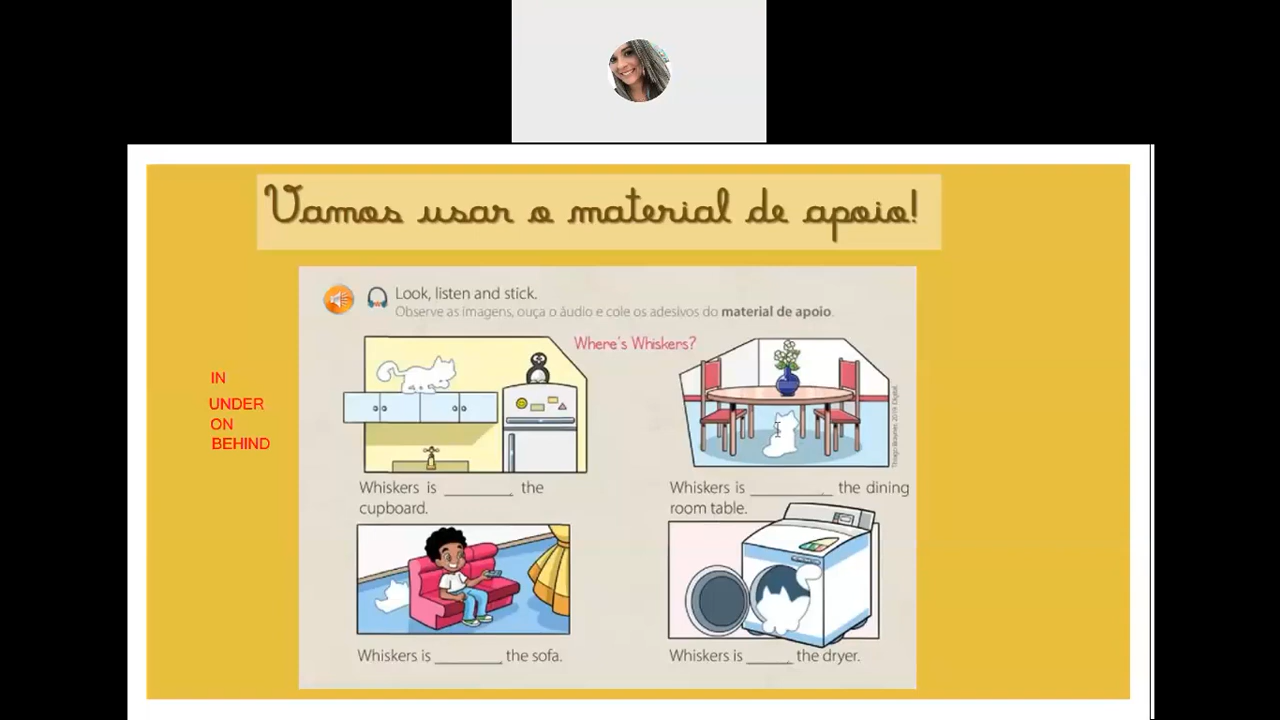 Vamos usar o material de apoio!
Look, listen and stick.
Observe as imagens, ouça o áudio e cole os adesivos do material de apoio.
Where's Whiskers?
IN
UNDER
ON
BEHIND
Whiskers is ________ the
cupboard.
Whiskers is _________ the dining
room table.
Whiskers is ________ the sofa.
Whiskers is _____ the dryer.